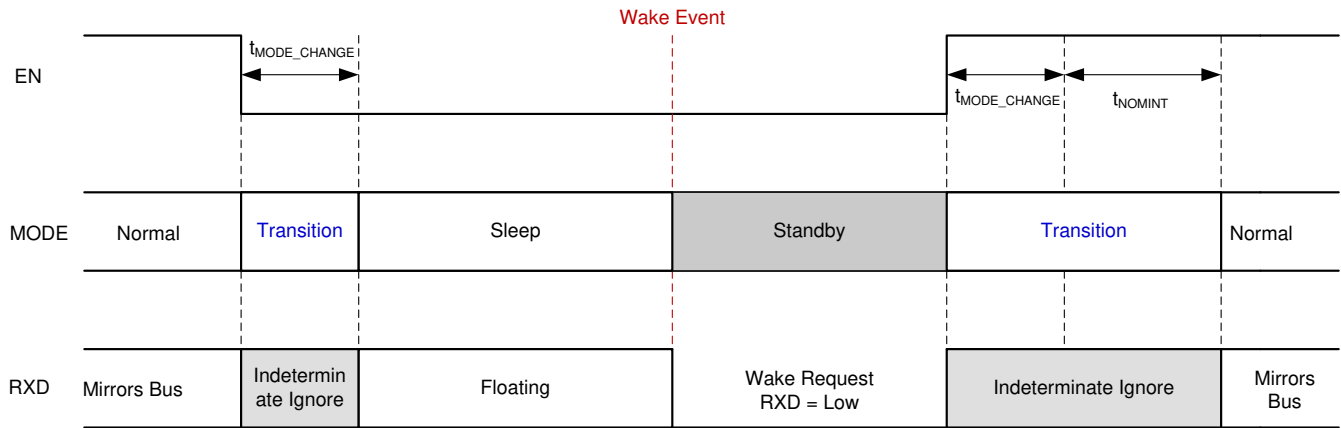 Wake Event
tMODE_CHANGE
EN
tMODE_CHANGE
tNOMINT
MODE
Normal
Transition
Sleep
Standby
Transition
Normal
RXD
Mirrors Bus
Indetermin
ate Ignore
Floating
Wake Request
RXD = Low
Indeterminate Ignore
Mirrors
Bus